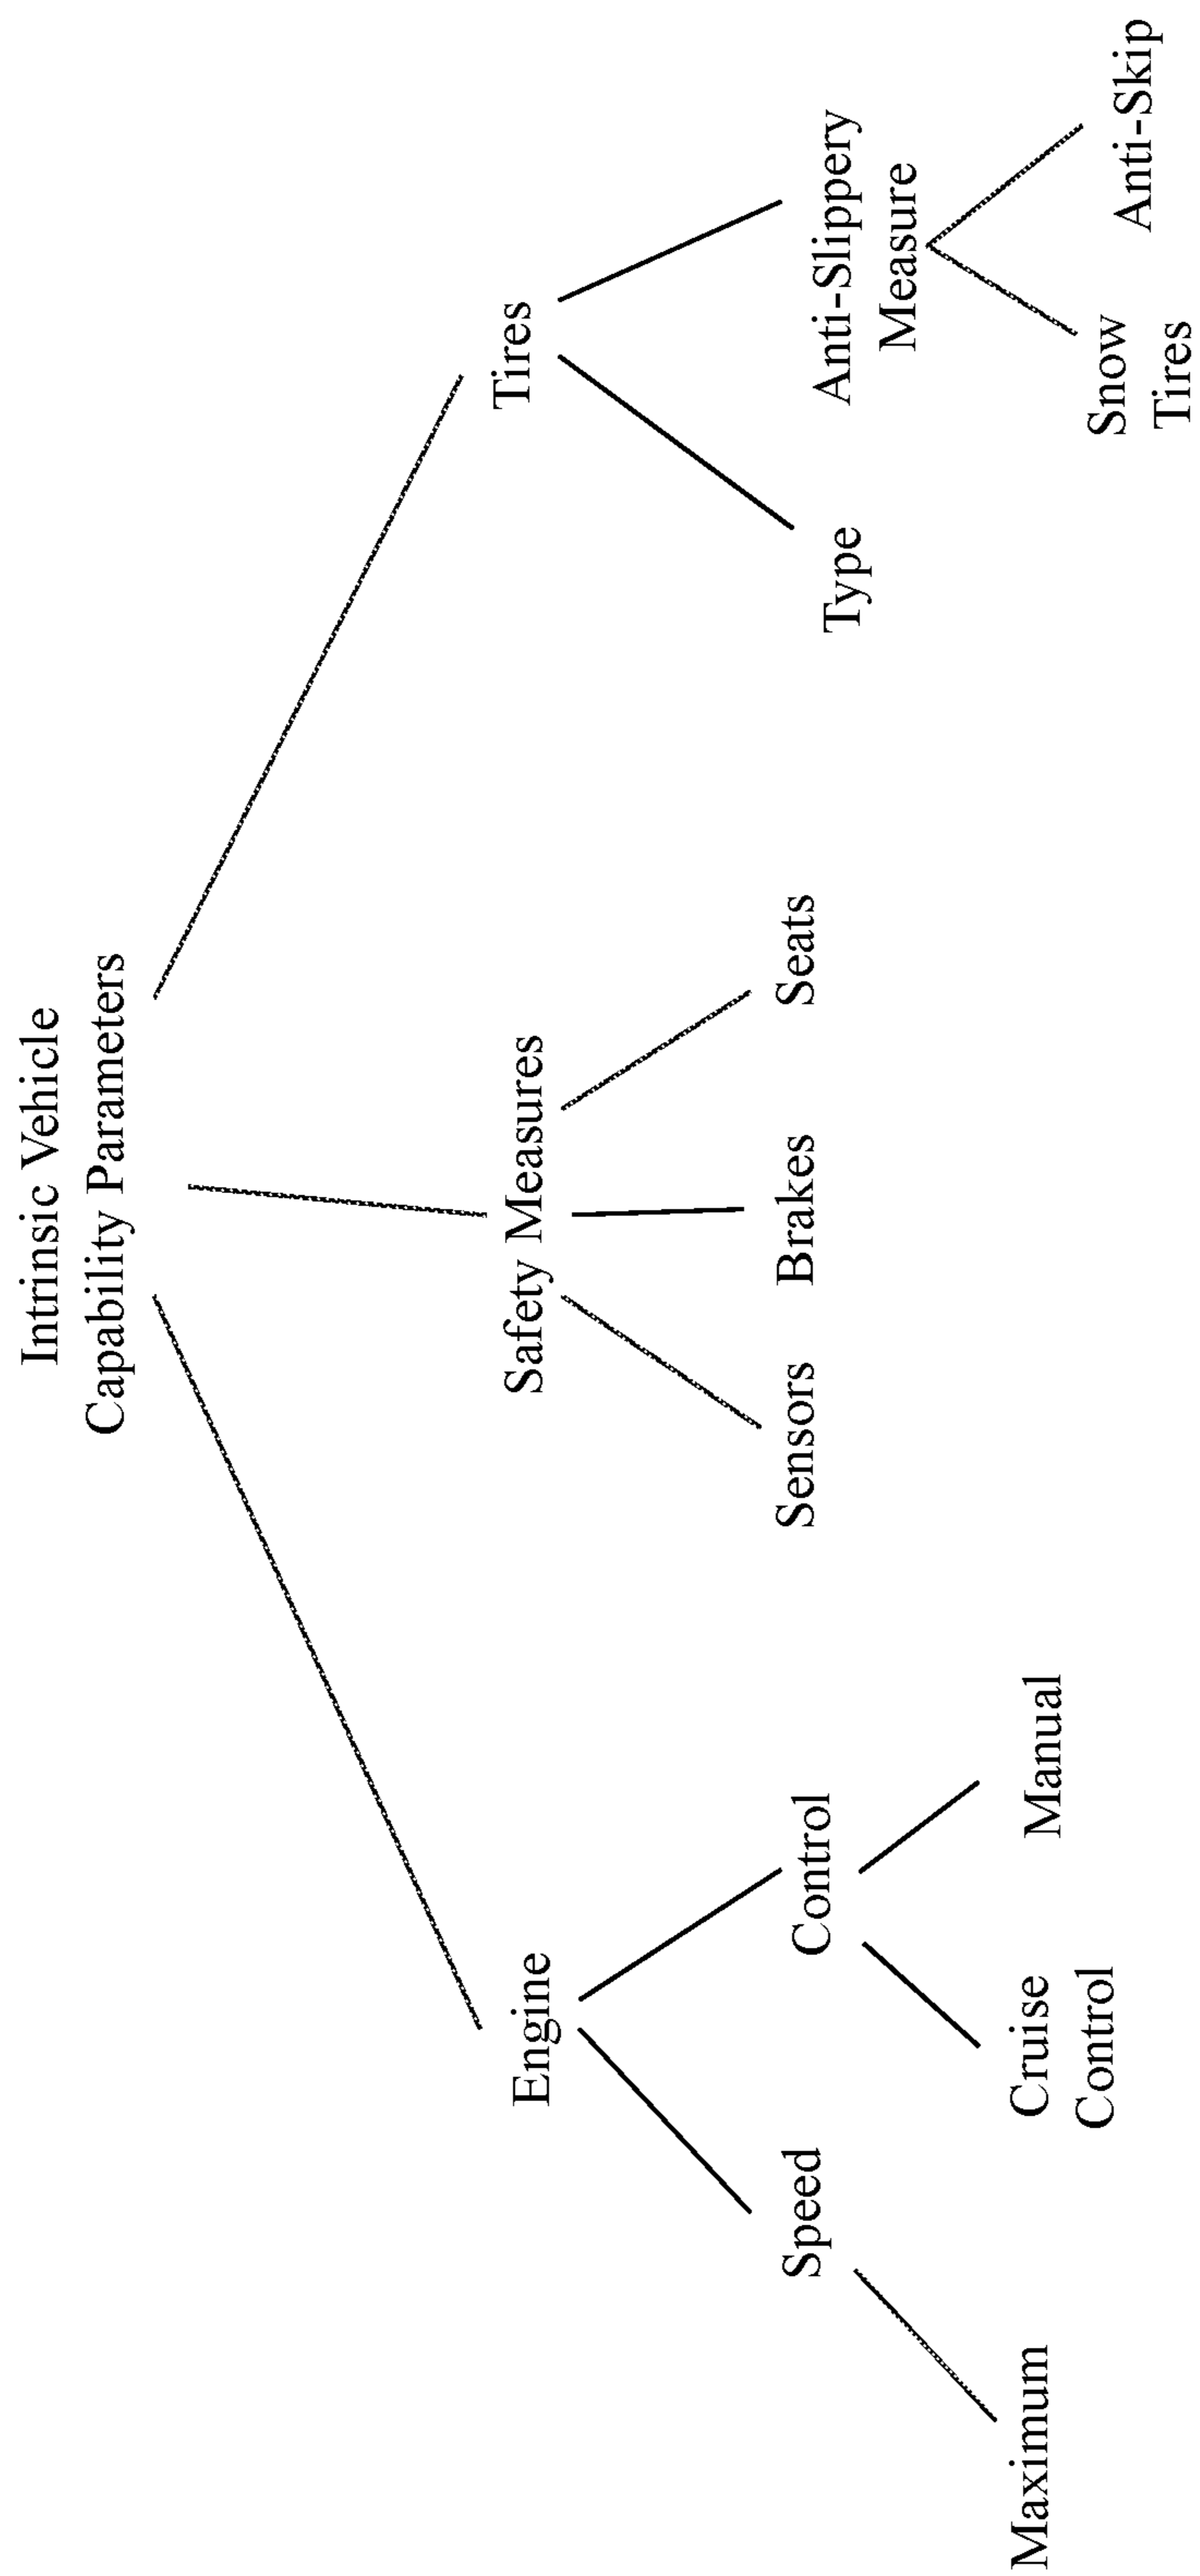 Intrinsic Vehicle
Capability Parameters
Engine
Safety Measures
Tires
Speed
Control
Sensors
Brakes
Seats
Type
Anti-Slippery
Measure
Maximum
Cruise
Control
Manual
Snow
Tires
Anti-Skip